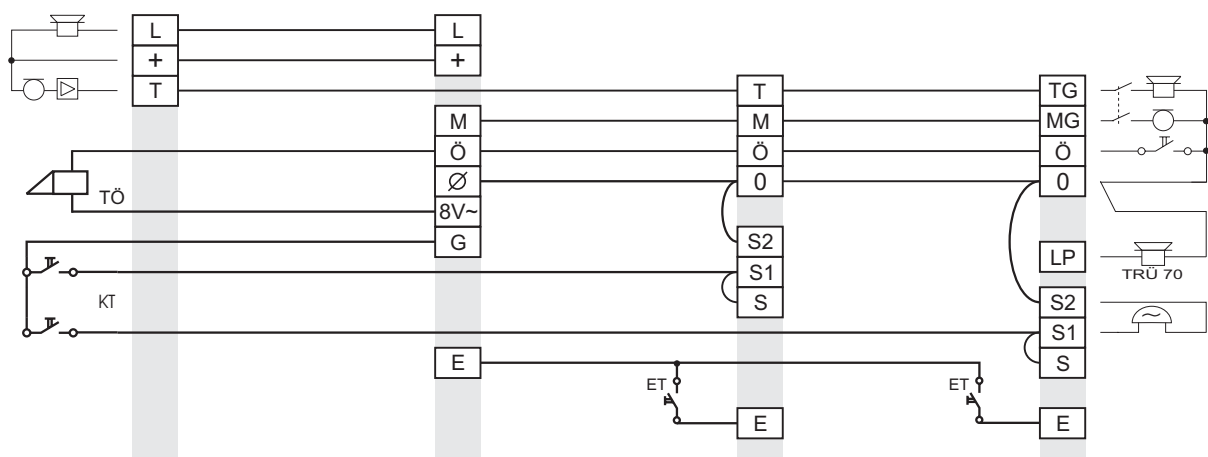 L L
+ +
T T TG
M M MG
Ö Ö Ö
Ø 0 0
TÖ
8V~
G S2
LP
TRÜ 70
S1
KT
S S2
S1
E S
ET ET
E E